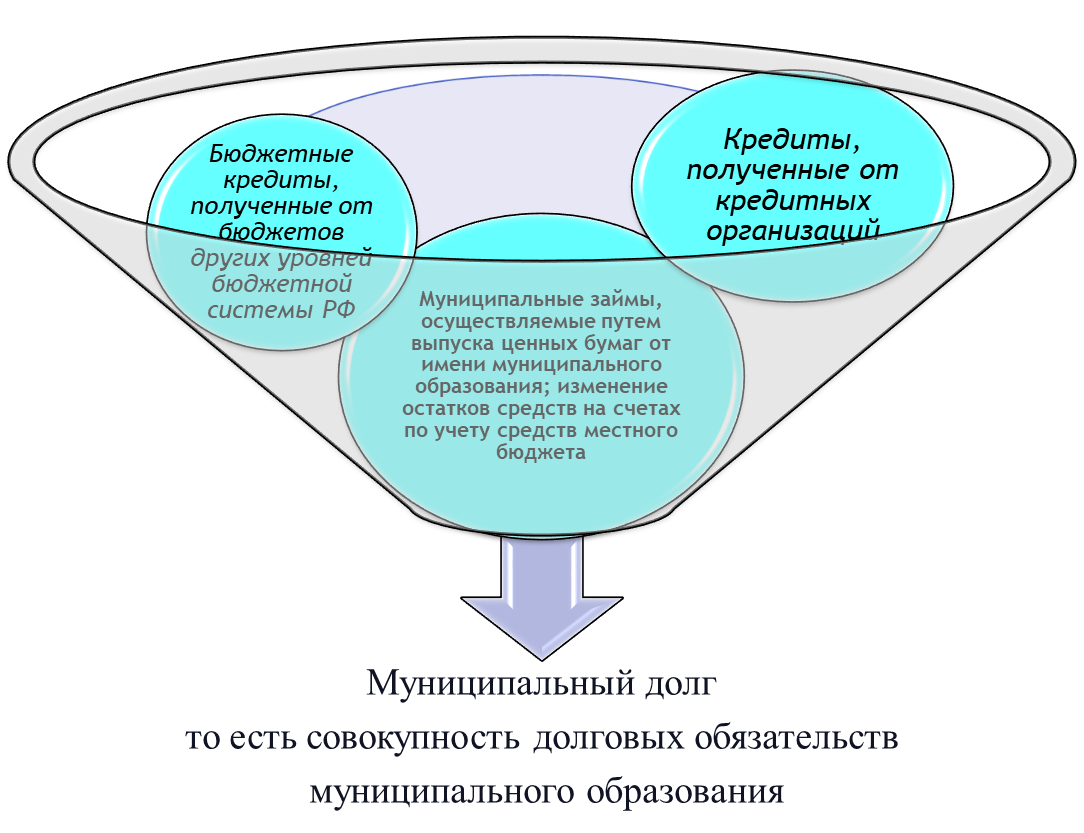 Бюджетные
кредиты,
полученные от
бюджетов
других уровней
бюджетной
системы РФ
Кредиты,
полученные от
кредитных
организаций
Муниципальные займы,
осуществляемые путем
выпуска ценных бумаг от
имени муниципального
образования; изменение
остатков средств на счетах
по учету средств местного
бюджета
Муниципальный долг
то есть совокупность долговых обязательств
муниципального образования